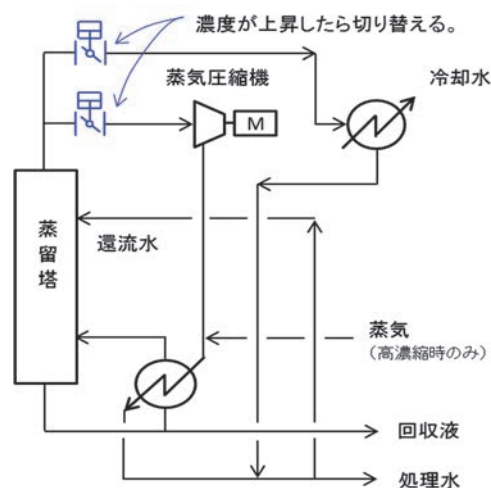 濃度が上昇したら切り替える。
蒸気圧縮機
冷却水
M
蒸留塔
還流水
蒸気
(高濃縮時のみ)
回収液
処理水